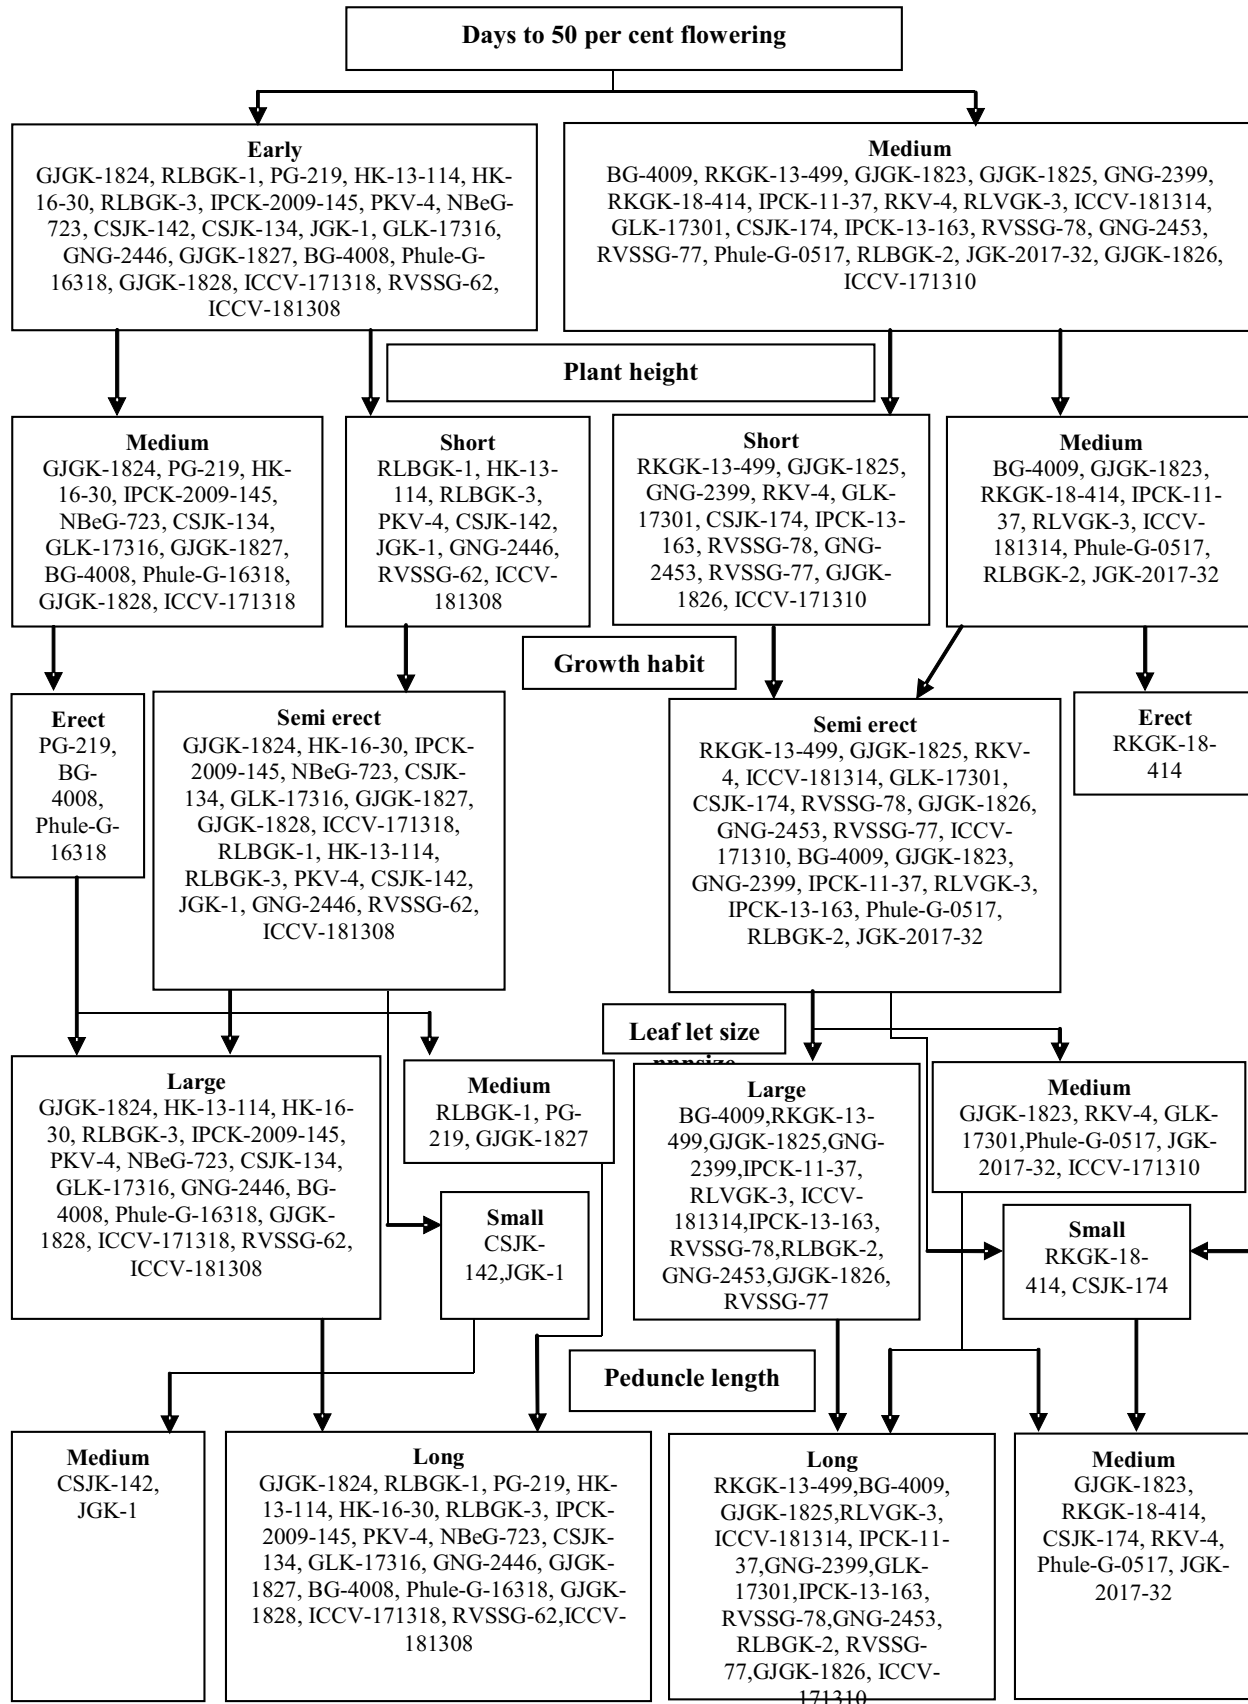 Days to 50 per cent flowering
Early
GJGK-1824, RLBGK-1, PG-219, HK-13-114, HK-
16-30, RLBGK-3, IPCK-2009-145, PKV-4, NBeG-
723, CSJK-142, CSJK-134, JGK-1, GLK-17316,
GNG-2446, GJGK-1827, BG-4008, Phule-G-
16318, GJGK-1828, ICCV-171318, RVSSG-62,
ICCV-181308
Medium
BG-4009, RKGK-13-499, GJGK-1823, GJGK-1825, GNG-2399,
RKGK-18-414, IPCK-11-37, RKV-4, RLVGK-3, ICCV-181314,
GLK-17301, CSJK-174, IPCK-13-163, RVSSG-78, GNG-2453,
RVSSG-77, Phule-G-0517, RLBGK-2, JGK-2017-32, GJGK-1826,
ICCV-171310
Plant height
Medium
GJGK-1824, PG-219, HK-
16-30, IPCK-2009-145,
NBeG-723, CSJK-134,
GLK-17316, GJGK-1827,
BG-4008, Phule-G-16318,
GJGK-1828, ICCV-171318
Short
RLBGK-1, HK-13-
114, RLBGK-3,
PKV-4, CSJK-142,
JGK-1, GNG-2446,
RVSSG-62, ICCV-
181308
Short
RKGK-13-499, GJGK-1825,
GNG-2399, RKV-4, GLK-
17301, CSJK-174, IPCK-13-
163, RVSSG-78, GNG-
2453, RVSSG-77, GJGK-
1826, ICCV-171310
Medium
BG-4009, GJGK-1823,
RKGK-18-414, IPCK-11-
37, RLVGK-3, ICCV-
181314, Phule-G-0517,
RLBGK-2, JGK-2017-32
Growth habit
Erect
PG-219,
BG-
4008,
Phule-G-
16318
Semi erect
GJGK-1824, HK-16-30, IPCK-
2009-145, NBeG-723, CSJK-
134, GLK-17316, GJGK-1827,
GJGK-1828, ICCV-171318,
RLBGK-1, HK-13-114,
RLBGK-3, PKV-4, CSJK-142,
JGK-1, GNG-2446, RVSSG-62,
ICCV-181308
Semi erect
RKGK-13-499, GJGK-1825, RKV-
4, ICCV-181314, GLK-17301,
CSJK-174, RVSSG-78, GJGK-1826,
GNG-2453, RVSSG-77, ICCV-
171310, BG-4009, GJGK-1823,
GNG-2399, IPCK-11-37, RLVGK-3,
IPCK-13-163, Phule-G-0517,
RLBGK-2, JGK-2017-32
Erect
RKGK-18-
414
Leaf let size
nnnsize
Large
GJGK-1824, HK-13-114, HK-16-
30, RLBGK-3, IPCK-2009-145,
PKV-4, NBeG-723, CSJK-134,
GLK-17316, GNG-2446, BG-
4008, Phule-G-16318, GJGK-
1828, ICCV-171318, RVSSG-62,
ICCV-181308
Medium
RLBGK-1, PG-
219, GJGK-1827
Small
CSJK-
142,JGK-1
Large
BG-4009,RKGK-13-
499,GJGK-1825,GNG-
2399,IPCK-11-37,
RLVGK-3, ICCV-
181314,IPCK-13-163,
RVSSG-78,RLBGK-2,
GNG-2453,GJGK-1826,
RVSSG-77
Medium
GJGK-1823, RKV-4, GLK-
17301,Phule-G-0517, JGK-
2017-32, ICCV-171310
Small
RKGK-18-
414, CSJK-174
Peduncle length
Medium
CSJK-142,
JGK-1
Long
GJGK-1824, RLBGK-1, PG-219, HK-
13-114, HK-16-30, RLBGK-3, IPCK-
2009-145, PKV-4, NBeG-723, CSJK-
134, GLK-17316, GNG-2446, GJGK-
1827, BG-4008, Phule-G-16318, GJGK-
1828, ICCV-171318, RVSSG-62,ICCV-
181308
Long
RKGK-13-499,BG-4009,
GJGK-1825,RLVGK-3,
ICCV-181314, IPCK-11-
37,GNG-2399,GLK-
17301,IPCK-13-163,
RVSSG-78,GNG-2453,
RLBGK-2, RVSSG-
77,GJGK-1826, ICCV-
171310
Medium
GJGK-1823,
RKGK-18-414,
CSJK-174, RKV-4,
Phule-G-0517, JGK-
2017-32